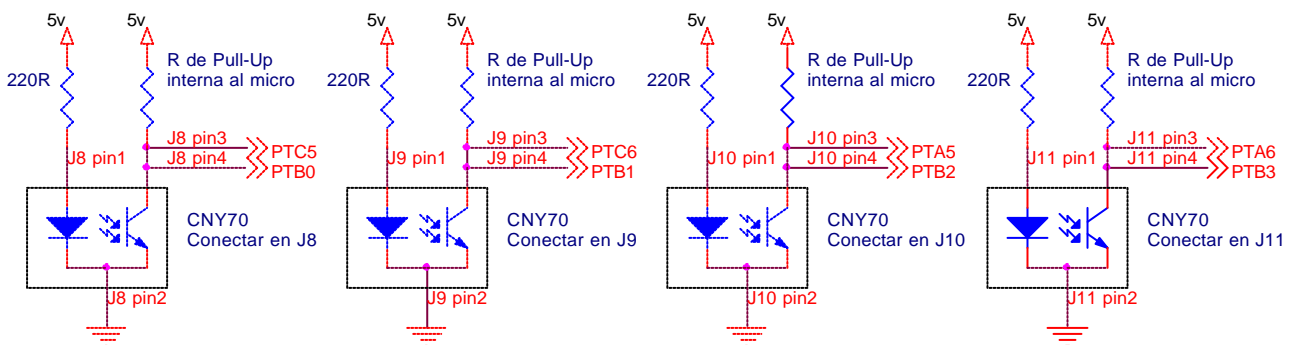 5v
5v
220R
R de Pull-Up
interna al micro
J8 pin3
J8 pin1
J8 pin4
PTC5
PTB0
CNY70
Conectar en J8
J8 pin2
5v
5v
220R
R de Pull-Up
interna al micro
J9 pin3
J9 pin1
J9 pin4
PTC6
PTB1
CNY70
Conectar en J9
J9 pin2
5v
5v
220R
R de Pull-Up
interna al micro
J10 pin3
J10 pin1
J10 pin4
PTA5
PTB2
CNY70
Conectar en J10
J10 pin2
5v
5v
220R
R de Pull-Up
interna al micro
J11 pin3
J11 pin1
J11 pin4
PTA6
PTB3
CNY70
Conectar en J11
J11 pin2